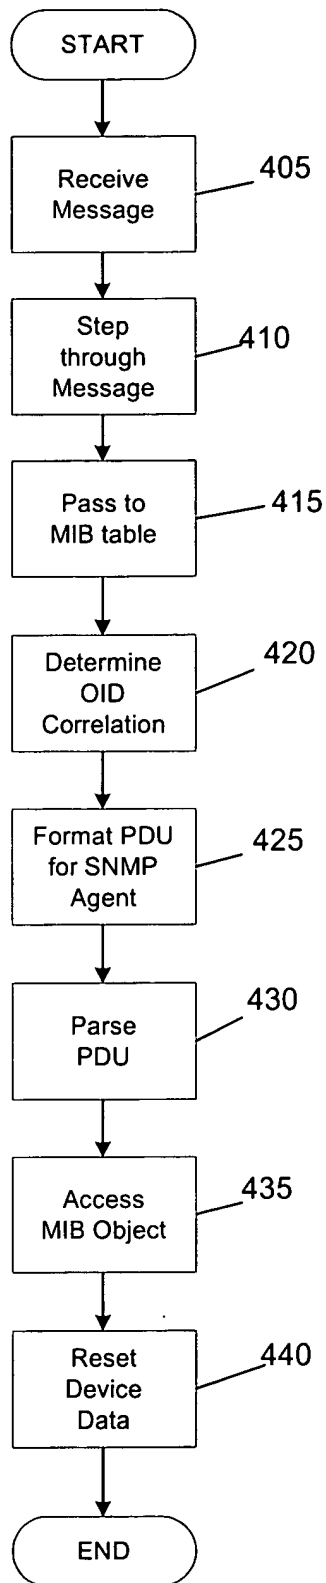 START
Receive
Message
405
Step
through
Message
410
Pass to
MIB table
415
Determine
OID
Correlation
420
Format PDU
for SNMP
Agent
425
Parse
PDU
430
Access
MIB Object
435
Reset
Device
Data
440
END